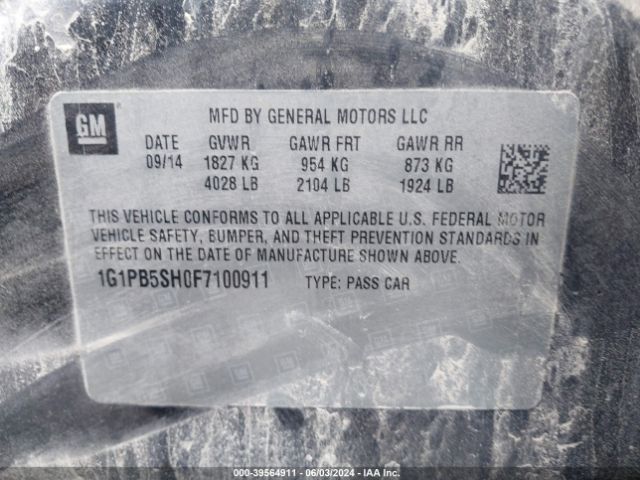 GM
MFD BY GENERAL MOTORS LLC
DATE GVWR GAWR FRT GAWR RR
09/14 1827 KG 954 KG 873 KG
4028 LB 2104 LB 1924 LB
THIS VEHICLE CONFORMS TO ALL APPLICABLE U.S. FEDERAL MOTOR
VEHICLE SAFETY, BUMPER, AND THEFT PREVENTION STANDARDS IN
EFFECT ON THE DATE OF MANUFACTURE SHOWN ABOVE.
1G1PB5SH0F7100911 TYPE: PASS CAR
000-39564911 - 06/03/2024 - IAA Inc.